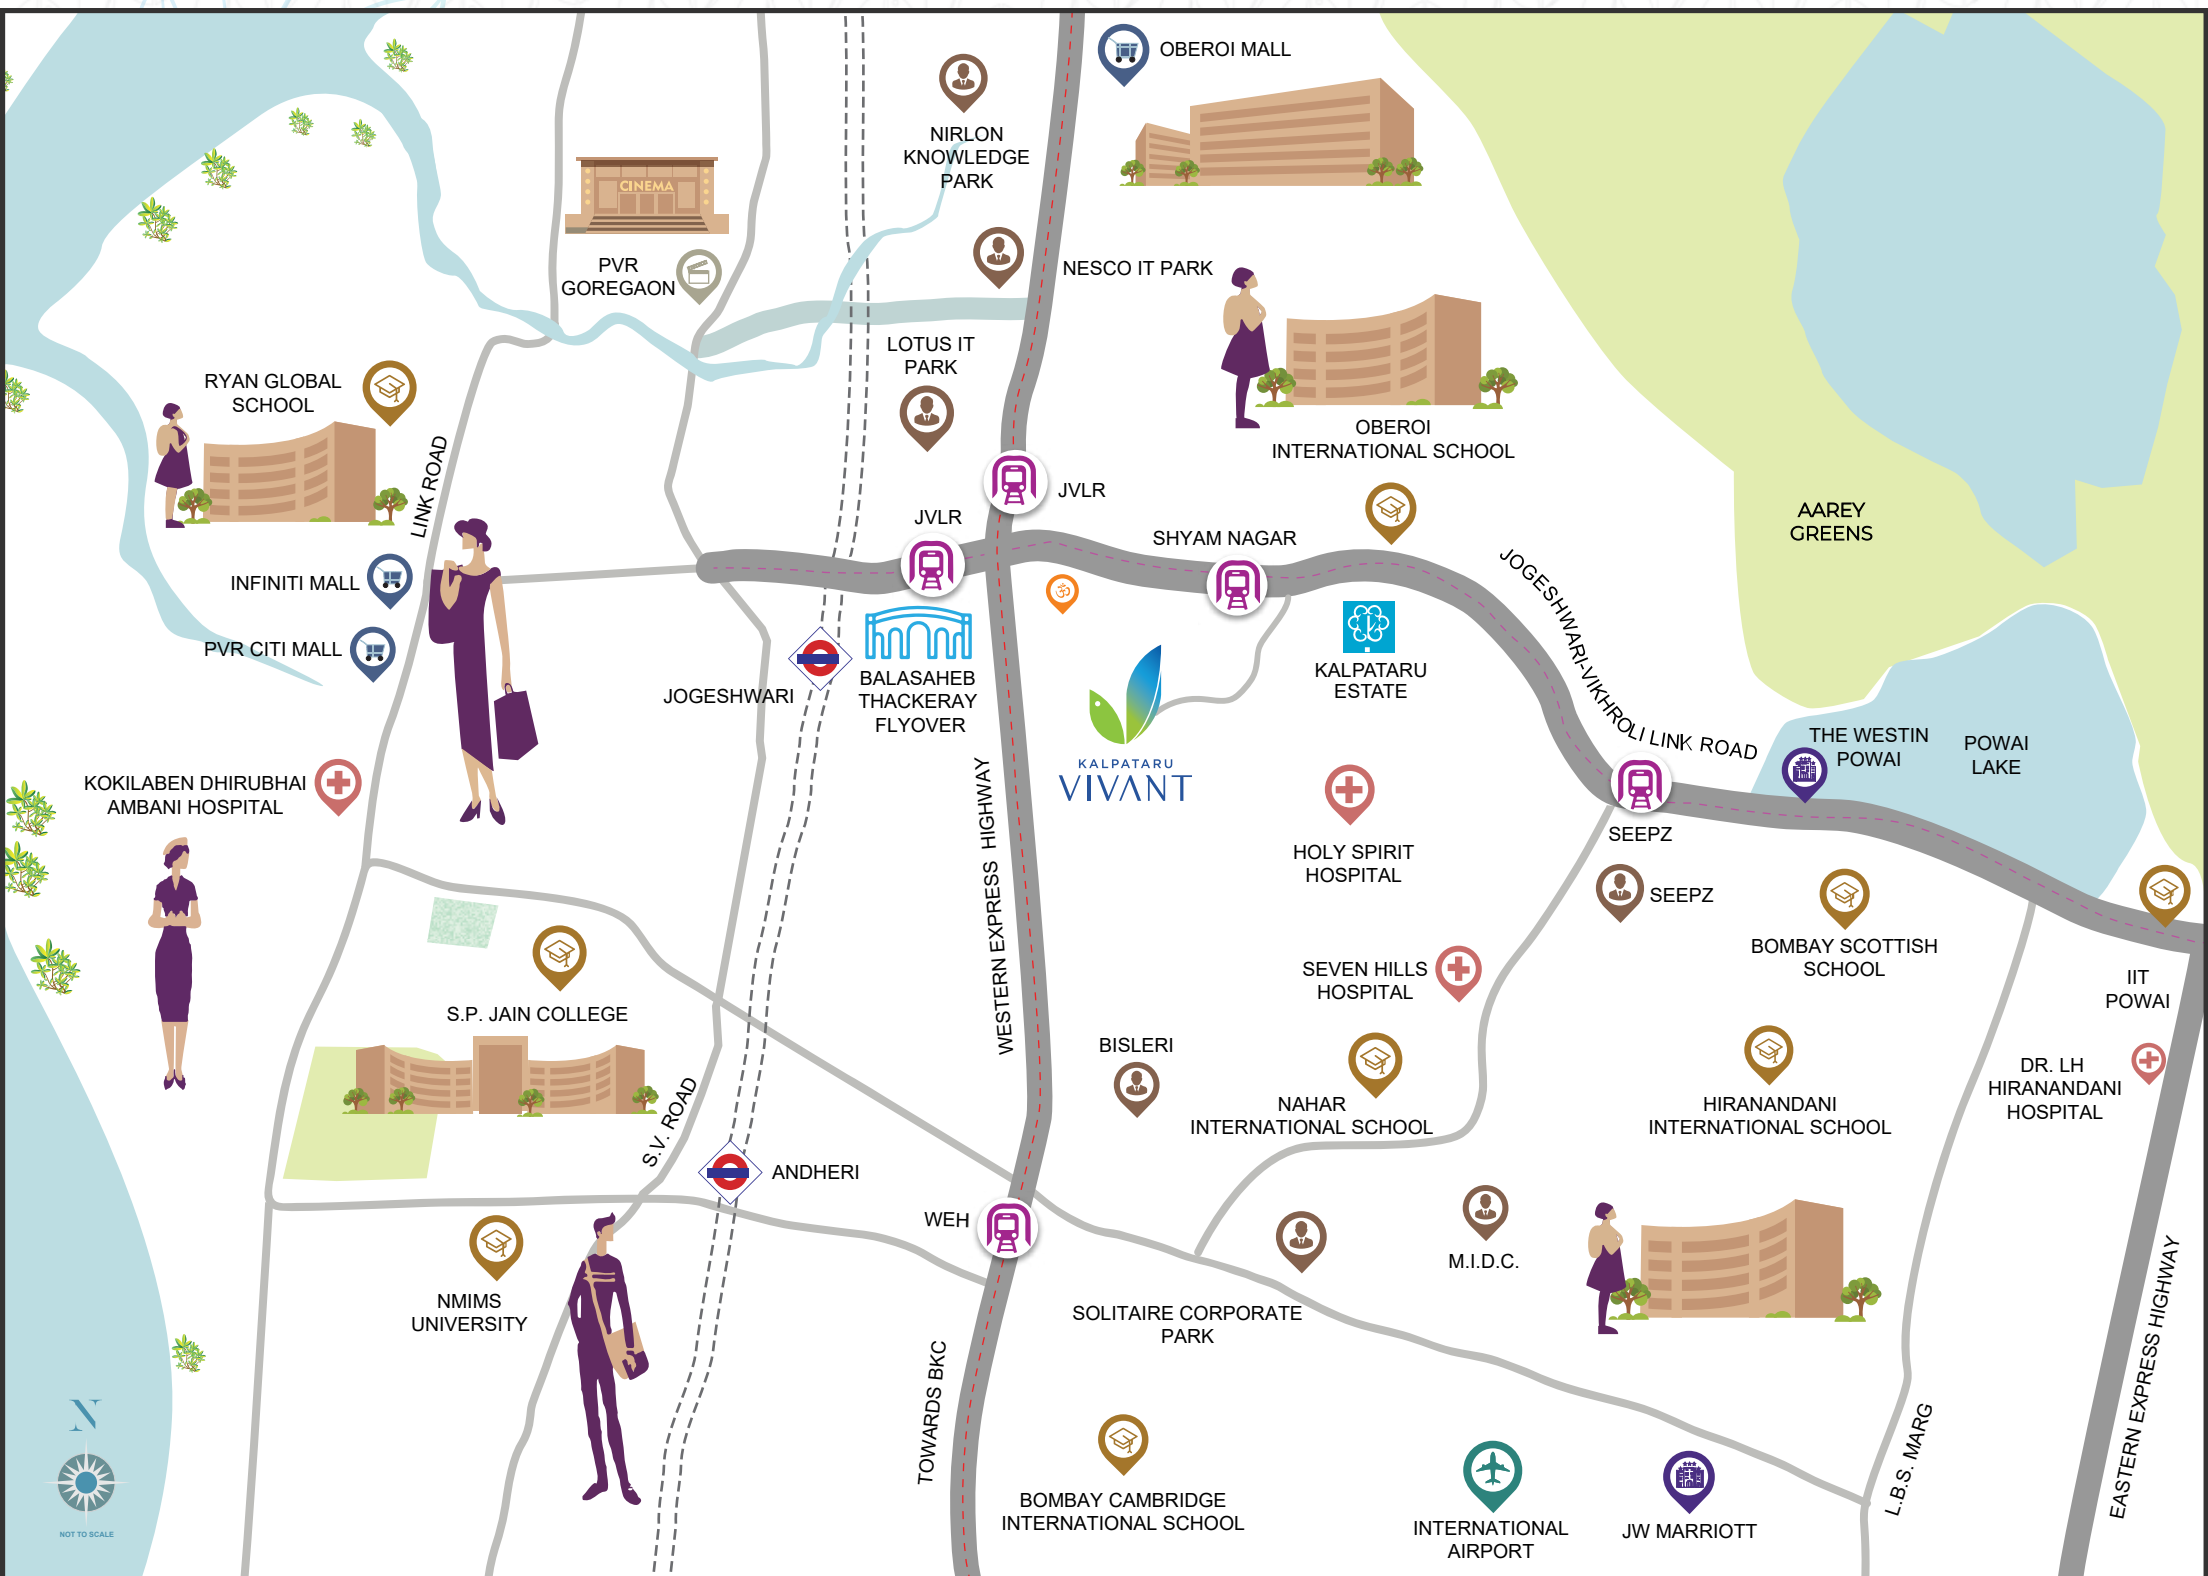 OBEROI MALL
NIRLON
KNOWLEDGE
PARK
CINEMA
PVR
GOREGAON
NESCO IT PARK
LOTUS IT
PARK
RYAN GLOBAL
SCHOOL
OBEROI
INTERNATIONAL SCHOOL
LINK ROAD
JVLR
JVLR
SHYAM NAGAR
AAREY
GREENS
INFINITI MALL
ॐ
JOGESHWARI-VIKHROLI LINK ROAD
PVR CITI MALL
JOGESHWARI
BALASAHEB
THACKERAY
FLYOVER
KALPATARU
ESTATE
KALPATARU
VIVANT
THE WESTIN
POWAI
POWAI
LAKE
KOKILABEN DHIRUBHAI
AMBANI HOSPITAL
WESTERN EXPRESS HIGHWAY
HOLY SPIRIT
HOSPITAL
SEEPZ
SEEPZ
BOMBAY SCOTTISH
SCHOOL
SEVEN HILLS
HOSPITAL
IIT
POWAI
S.P. JAIN COLLEGE
BISLERI
NAHAR
INTERNATIONAL SCHOOL
HIRANANDANI
INTERNATIONAL SCHOOL
DR. LH
HIRANANDANI
HOSPITAL
S.V. ROAD
ANDHERI
WEH
M.I.D.C.
NMIMS
UNIVERSITY
SOLITAIRE CORPORATE
PARK
EASTERN EXPRESS HIGHWAY
TOWARDS BKC
L.B.S. MARG
N
NOT TO SCALE
BOMBAY CAMBRIDGE
INTERNATIONAL SCHOOL
INTERNATIONAL
AIRPORT
JW MARRIOTT